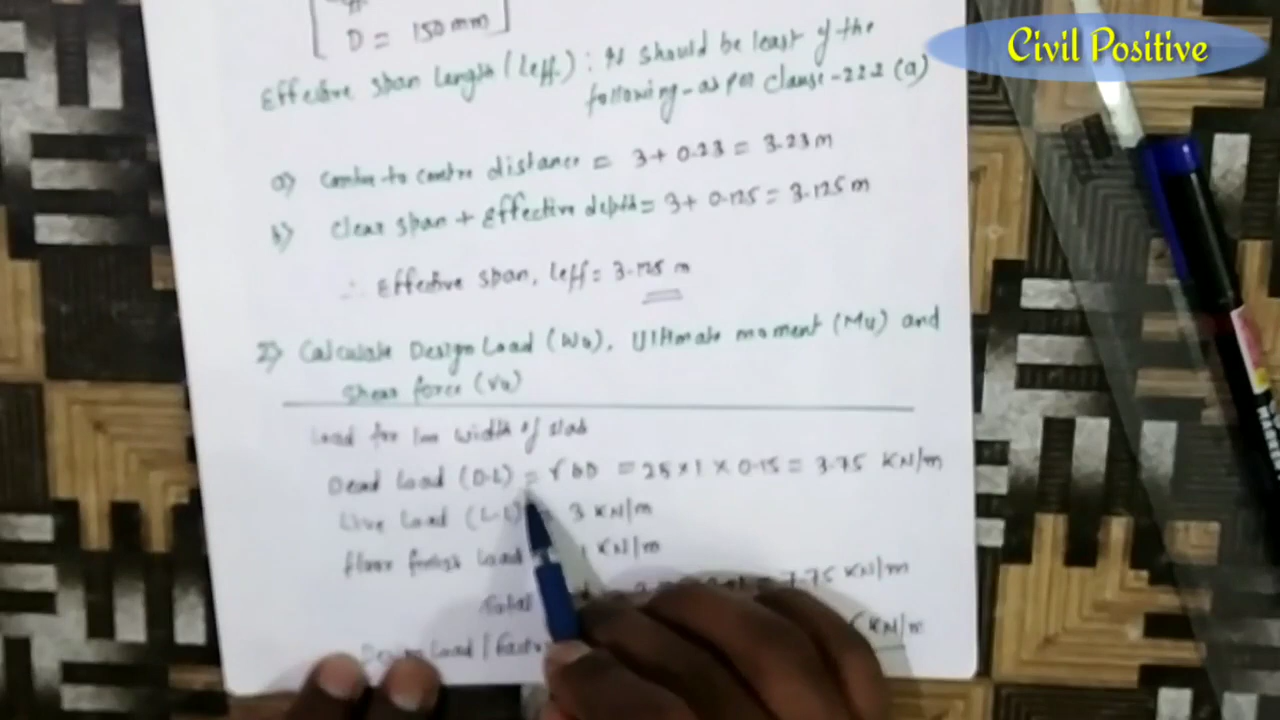 Civil Positive
D = 150 mm
Effective span length (leff.) : It should be least of the
following - as per clause - 22.2 (a)
a) Centre to centre distance = 3 + 0.23 = 3.23 m
b) Clear span + Effective depth = 3 + 0.125 = 3.125 m
∴ Effective span, leff = 3.125 m
2) Calculate Design Load (Wu), Ultimate moment (Mu) and
Shear force (Vu)
Load for 1m width of slab
Dead Load (D.L) = γbD = 25 × 1 × 0.15 = 3.75 KN/m
Live Load (L.L) 3 KN/m
floor finish load KN/m
Total = 7.75 KN/m
Design Load / KN/m